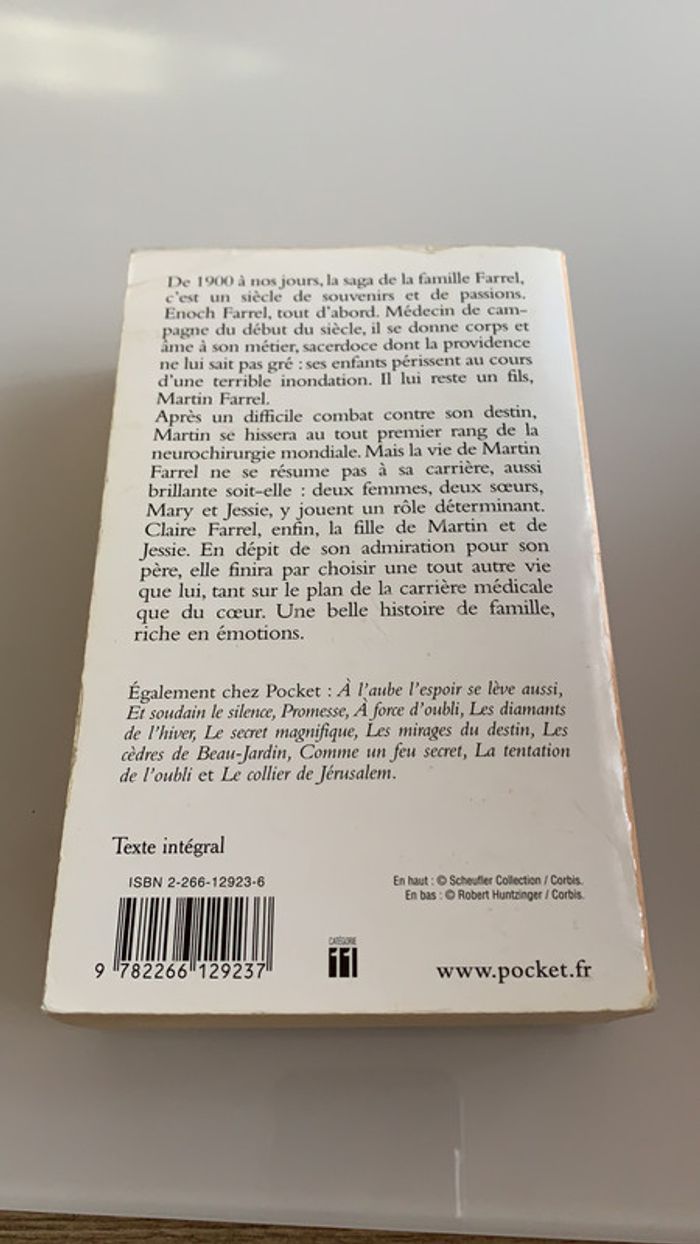 De 1900 à nos jours, la saga de la famille Farrel,
c'est un siècle de souvenirs et de passions.
Enoch Farrel, tout d'abord. Médecin de cam-
pagne du début du siècle, il se donne corps et
âme à son métier, sacerdoce dont la providence
ne lui sait pas gré : ses enfants périssent au cours
d'une terrible inondation. Il lui reste un fils,
Martin Farrel.
Après un difficile combat contre son destin,
Martin se hissera au tout premier rang de la
neurochirurgie mondiale. Mais la vie de Martin
Farrel ne se résume pas à sa carrière, aussi
brillante soit-elle : deux femmes, deux sœurs,
Mary et Jessie, y jouent un rôle déterminant.
Claire Farrel, enfin, la fille de Martin et de
Jessie. En dépit de son admiration pour son
père, elle finira par choisir une tout autre vie
que lui, tant sur le plan de la carrière médicale
que du cœur. Une belle histoire de famille,
riche en émotions.
Également chez Pocket : À l'aube l'espoir se lève aussi,
Et soudain le silence, Promesse, À force d'oubli, Les diamants
de l'hiver, Le secret magnifique, Les mirages du destin, Les
cèdres de Beau-Jardin, Comme un feu secret, La tentation
de l'oubli et Le collier de Jérusalem.
Texte intégral
ISBN 2-266-12923-6
En haut : © Scheufler Collection / Corbis.
En bas : © Robert Huntzinger / Corbis.
9 782266 129237
CATÉGORIE
11
www.pocket.fr